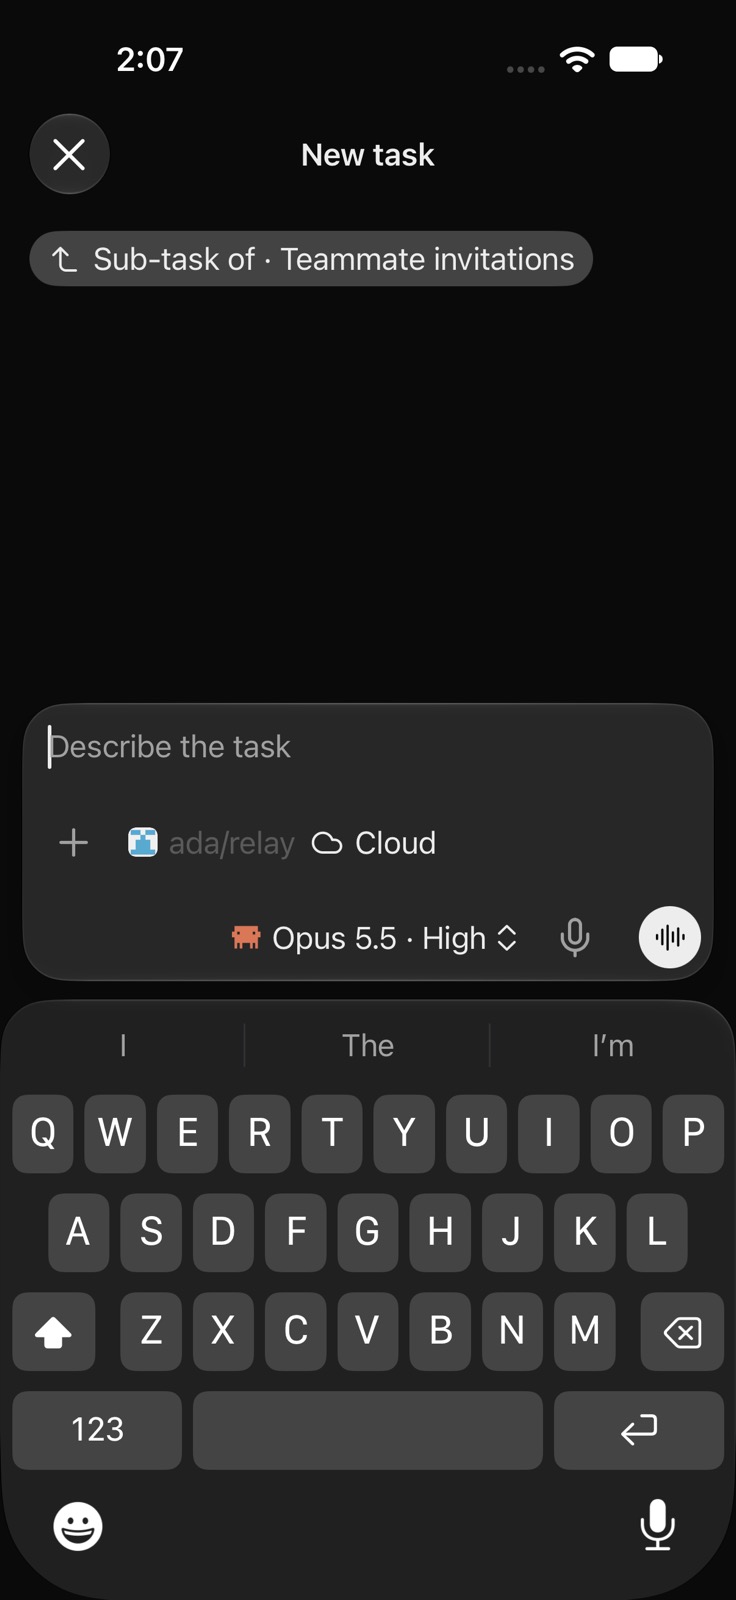 2:07
New task
Sub-task of · Teammate invitations
Describe the task
ada/relay Cloud
Opus 5.5 · High
I The I’m
Q W E R T Y U I O P
A S D F G H J K L
Z X C V B N M
123